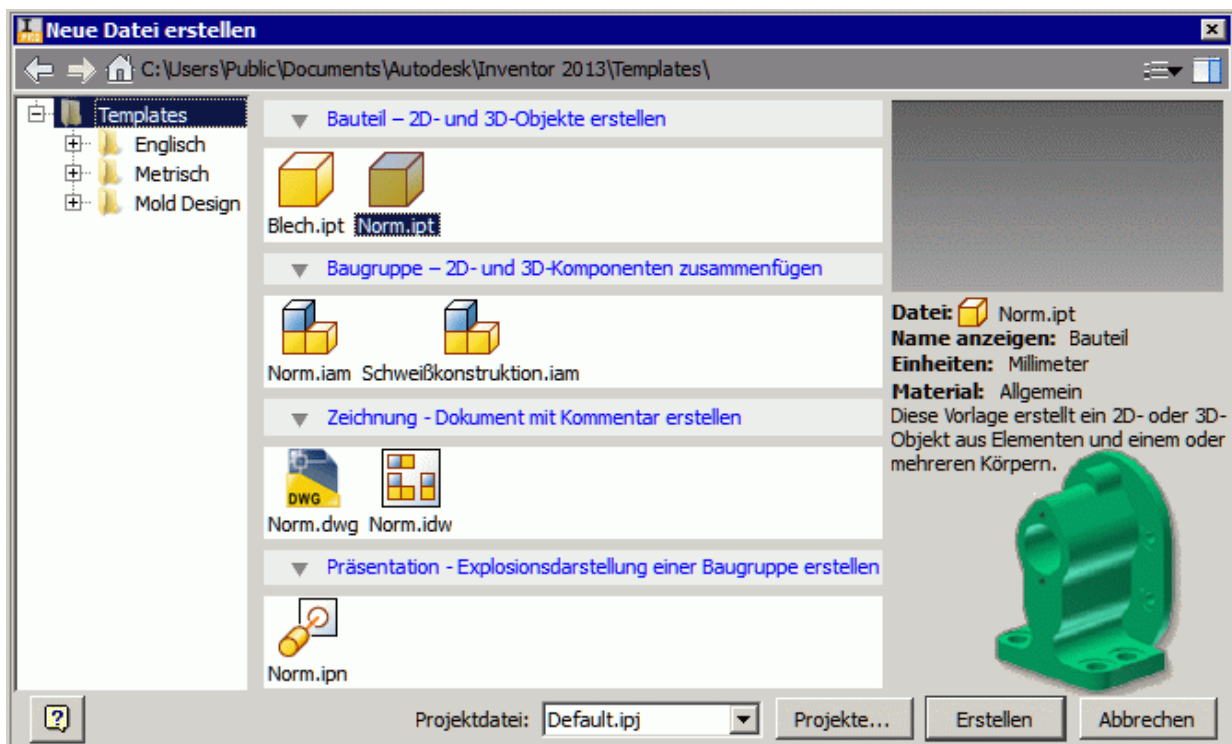 Neue Datei erstellen
C:\Users\Public\Documents\Autodesk\Inventor 2013\Templates\
Templates
Englisch
Metrisch
Mold Design
Bauteil – 2D- und 3D-Objekte erstellen
Blech.ipt Norm.ipt
Baugruppe – 2D- und 3D-Komponenten zusammenfügen
Norm.iam Schweißkonstruktion.iam
Zeichnung - Dokument mit Kommentar erstellen
DWG
Norm.dwg Norm.idw
Präsentation - Explosionsdarstellung einer Baugruppe erstellen
Norm.ipn
Datei: Norm.ipt
Name anzeigen: Bauteil
Einheiten: Millimeter
Material: Allgemein
Diese Vorlage erstellt ein 2D- oder 3D-
Objekt aus Elementen und einem oder
mehreren Körpern.
Projektdatei: Default.ipj Projekte... Erstellen Abbrechen